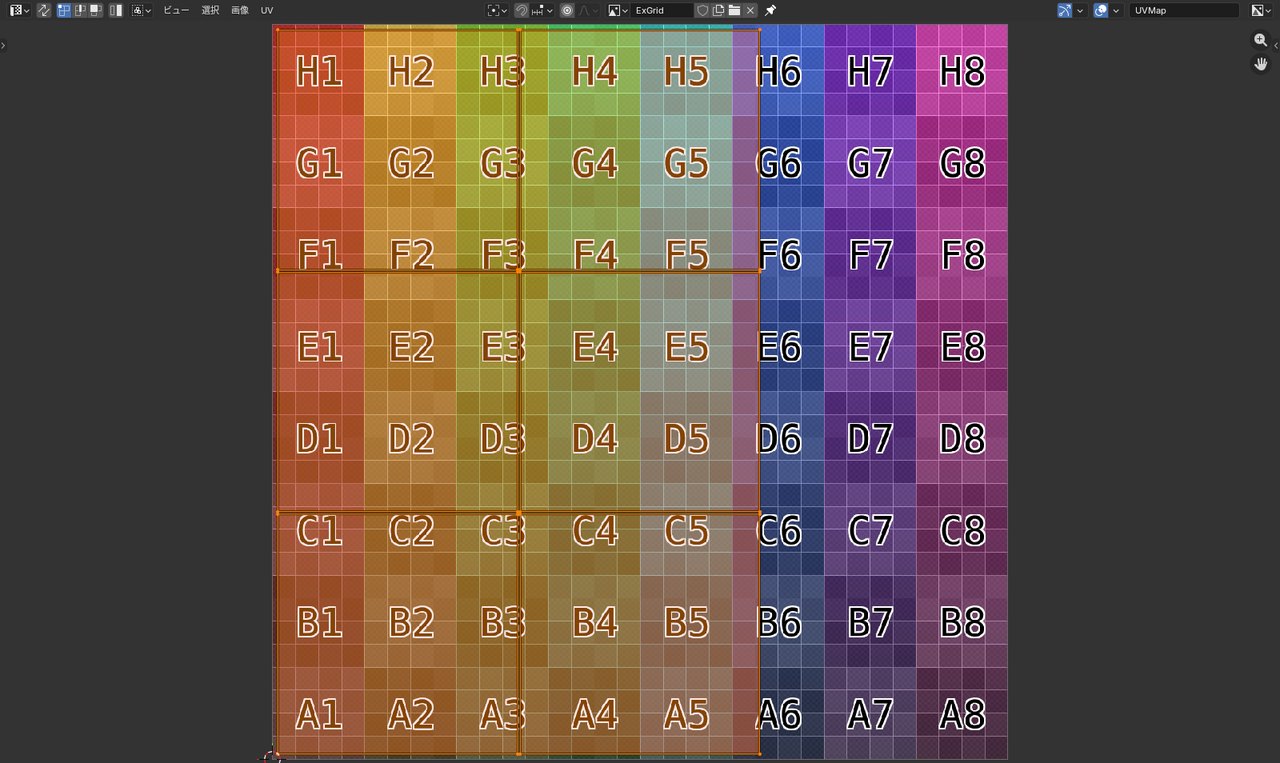 ビュー 選択 画像 UV ExGrid UVMap
H1 H2 H3 H4 H5 H6 H7 H8
G1 G2 G3 G4 G5 G6 G7 G8
F1 F2 F3 F4 F5 F6 F7 F8
E1 E2 E3 E4 E5 E6 E7 E8
D1 D2 D3 D4 D5 D6 D7 D8
C1 C2 C3 C4 C5 C6 C7 C8
B1 B2 B3 B4 B5 B6 B7 B8
A1 A2 A3 A4 A5 A6 A7 A8